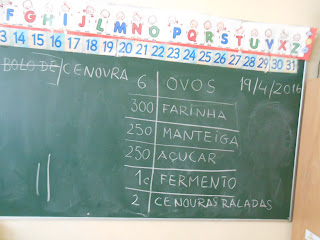 F G H I J L M N O P Q R S T U V X Z
3 14 15 16 17 18 19 20 21 22 23 24 25 26 27 28 29 30 31
BOLO DE/CENOURA
6 OVOS 19/4/2016
300 FARINHA
250 MANTEIGA
250 AÇUCAR
1c FERMENTO
2 CENOURAS RALADAS